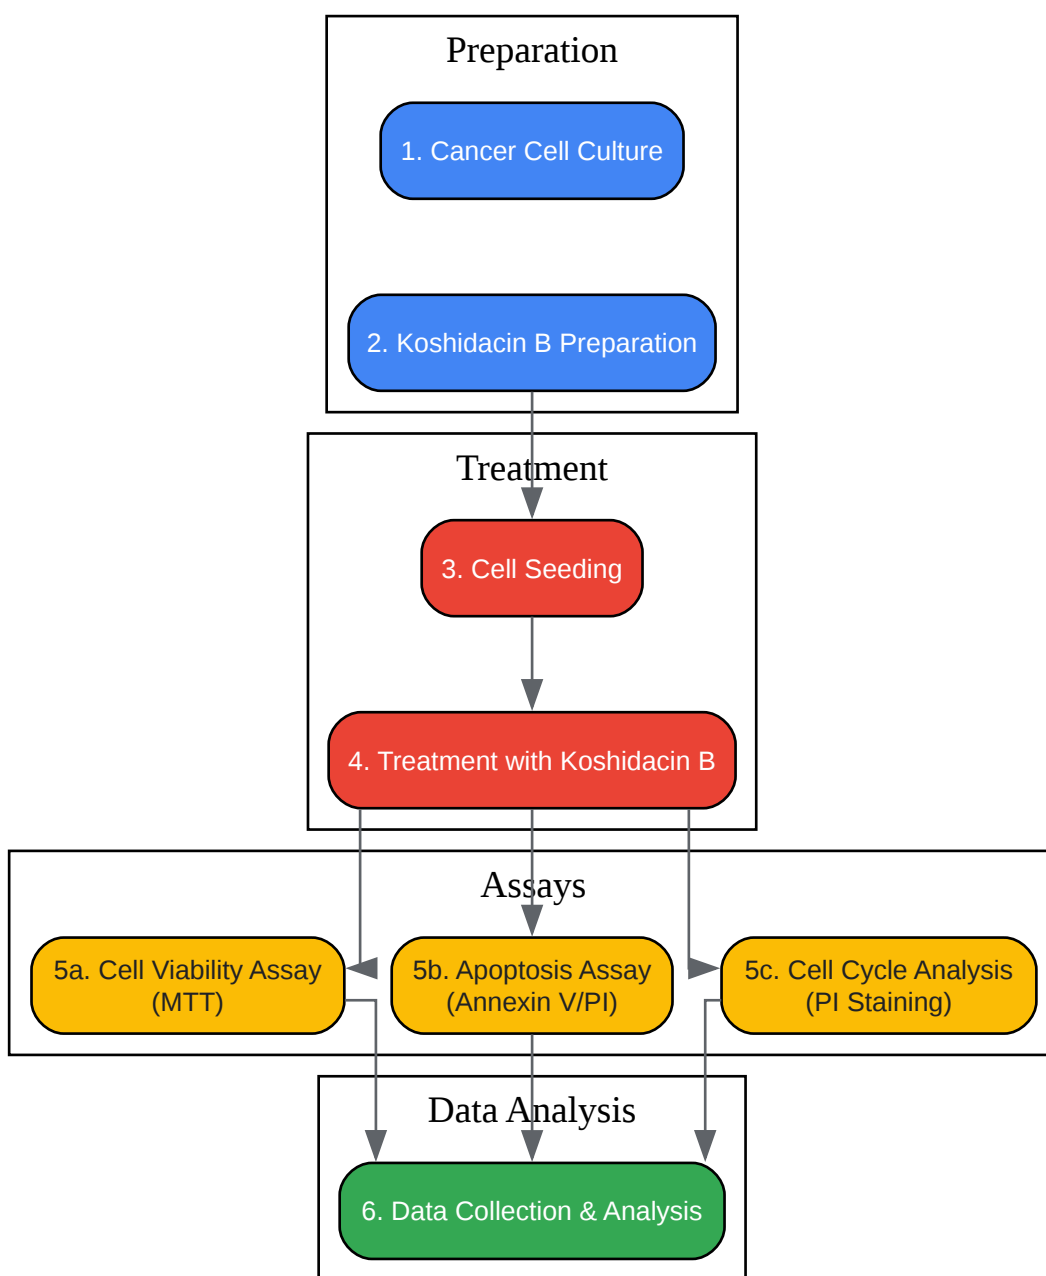 Preparation
1. Cancer Cell Culture
2. Koshidacin B Preparation
Treatment
3. Cell Seeding
4. Treatment with Koshidacin B
Assays
5a. Cell Viability Assay
(MTT)
5b. Apoptosis Assay
(Annexin V/PI)
5c. Cell Cycle Analysis
(PI Staining)
Data Analysis
6. Data Collection & Analysis